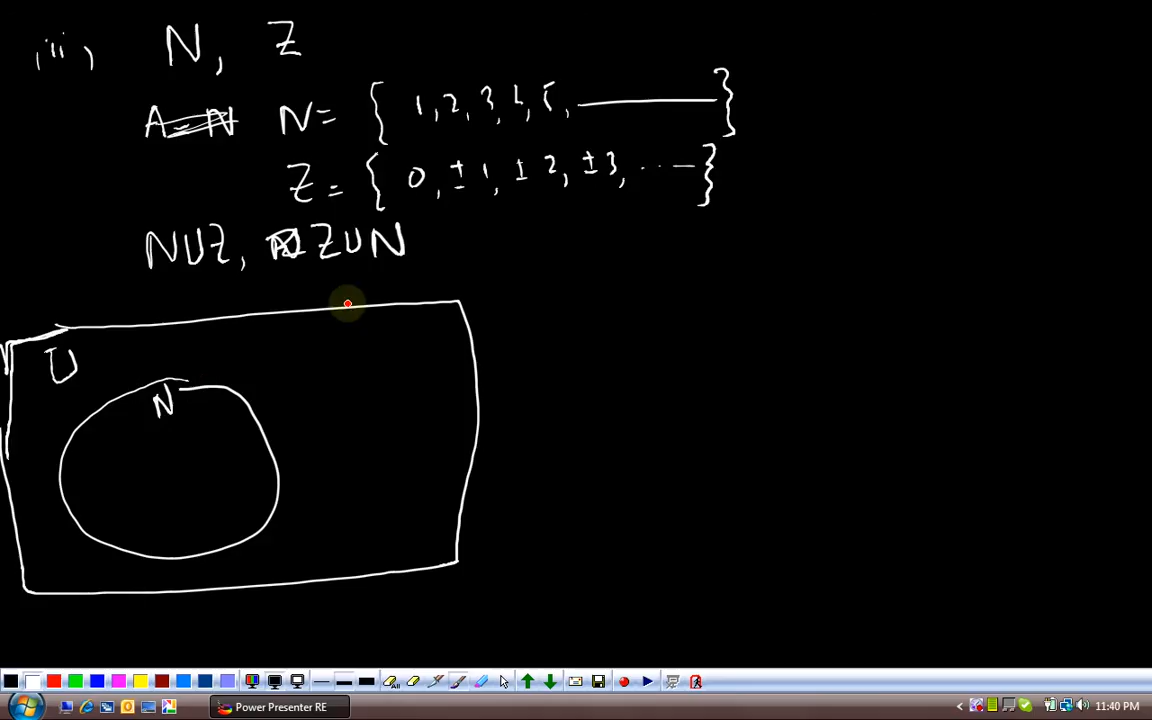 iii) N, Z
A = N N = { 1, 2, 3, 4, 5, ——— }
Z = { 0, ± 1, ± 2, ± 3, ... — }
N∪Z, Z∪N
U
N
Power Presenter RE
11:40 PM